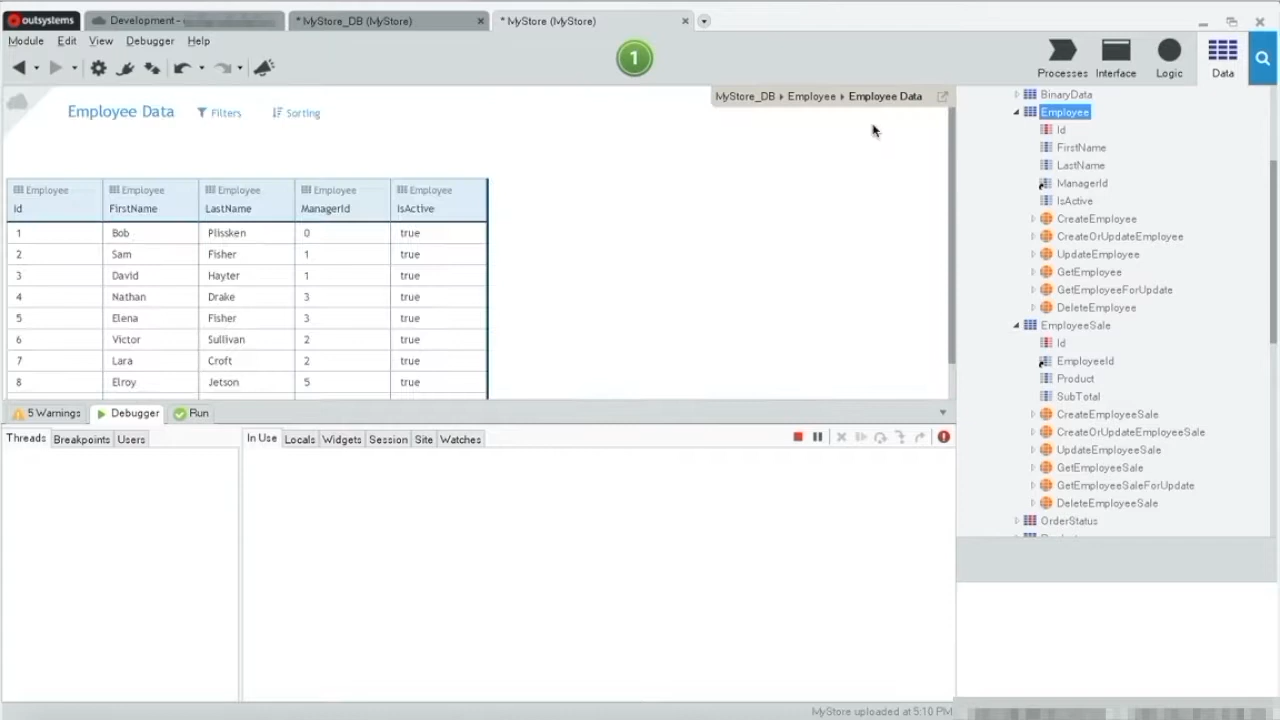 outsystems
Development -
* MyStore_DB (MyStore)
* MyStore (MyStore)
Module Edit View Debugger Help
1
Processes Interface Logic Data
Employee Data Filters Sorting
MyStore_DB Employee Employee Data
Employee Employee Employee Employee Employee
Id FirstName LastName ManagerId IsActive
1 Bob Plissken 0 true
2 Sam Fisher 1 true
3 David Hayter 1 true
4 Nathan Drake 3 true
5 Elena Fisher 3 true
6 Victor Sullivan 2 true
7 Lara Croft 2 true
8 Elroy Jetson 5 true
BinaryData
Employee
Id
FirstName
LastName
ManagerId
IsActive
CreateEmployee
CreateOrUpdateEmployee
UpdateEmployee
GetEmployee
GetEmployeeForUpdate
DeleteEmployee
EmployeeSale
Id
EmployeeId
Product
SubTotal
CreateEmployeeSale
CreateOrUpdateEmployeeSale
UpdateEmployeeSale
GetEmployeeSale
GetEmployeeSaleForUpdate
DeleteEmployeeSale
OrderStatus
5 Warnings Debugger Run
Threads Breakpoints Users
In Use Locals Widgets Session Site Watches
MyStore uploaded at 5:10 PM